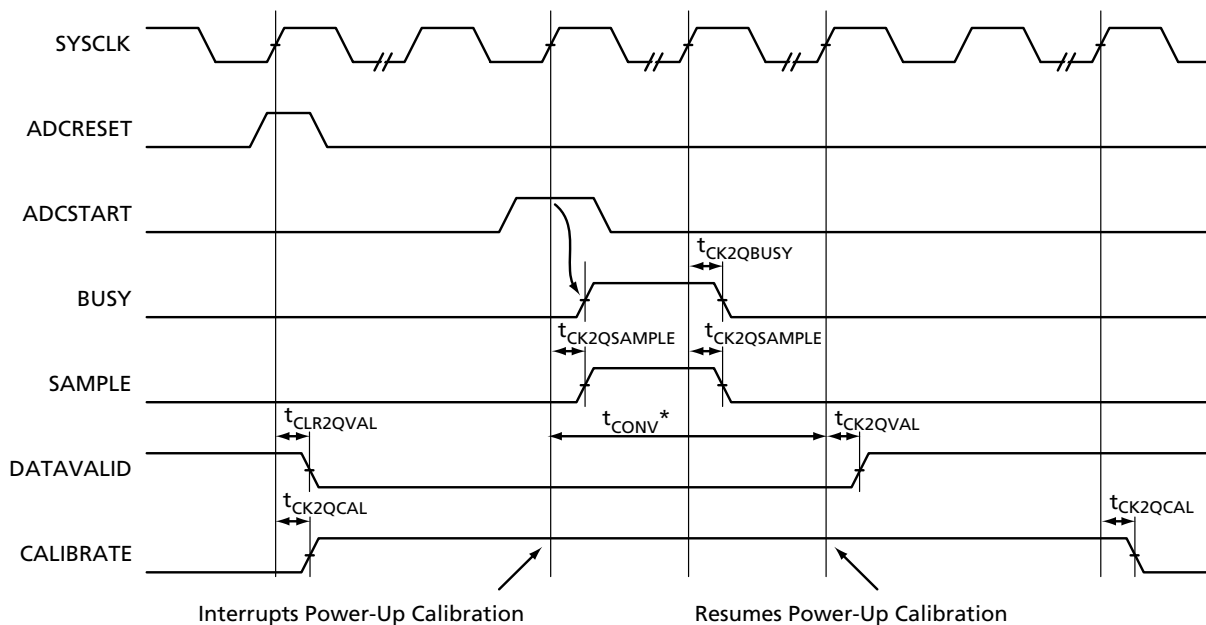 SYSCLK
ADCRESET
ADCSTART
tCK2QBUSY
BUSY
tCK2QSAMPLE tCK2QSAMPLE
SAMPLE
tCLR2QVAL tCONV* tCK2QVAL
DATAVALID
tCK2QCAL tCK2QCAL
CALIBRATE
Interrupts Power-Up Calibration Resumes Power-Up Calibration